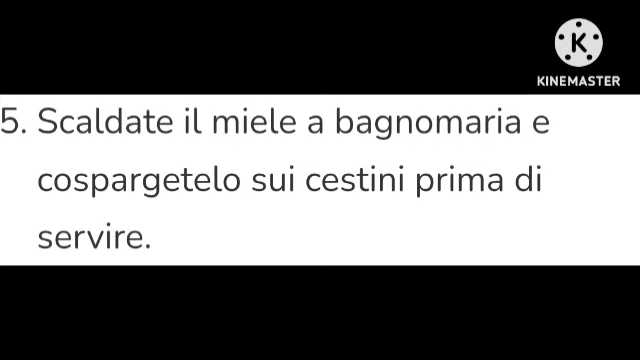 KINEMASTER
5. Scaldate il miele a bagnomaria e
cospargetelo sui cestini prima di
servire.